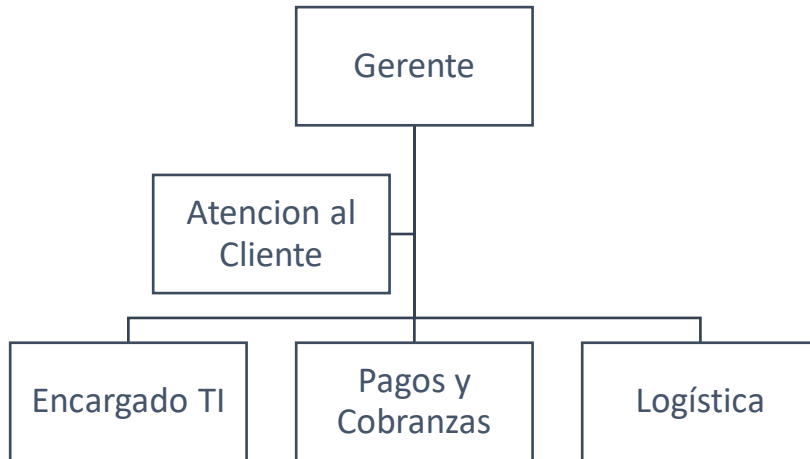 Gerente
Atencion al
Cliente
Encargado TI
Pagos y
Cobranzas
Logística